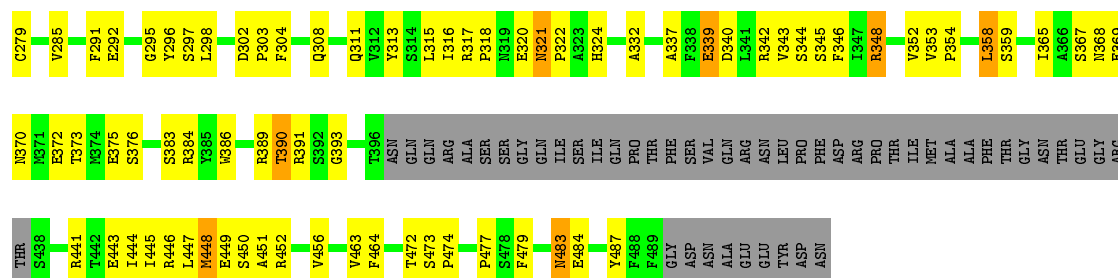 C279 V285 F291 E292 G295 Y296 S297 L298 D302 P303 F304 Q308 Q311 V312 Y313 S314 L315 I316 R317 P318 N319 E320 N321 P322 A323 H324 A332 A337 F338 E339 D340 L341 R342 V343 S344 S345 F346 I347 R348 V352 V353 P354 L358 S359 I365 A366 S367 N368 E369
N370 M371 E372 T373 M374 E375 S376 S383 R384 Y385 W386 R389 T390 R391 S392 G393 T396 ASN GLN GLN ARG ALA SER SER GLY GLN ILE SER ILE GLN PRO THR PHE SER VAL GLN ARG ASN LEU PRO PHE ASP ARG PRO THR ILE MET ALA ALA PHE THR GLY ASN THR GLU GLY ARG
THR S438 R441 T442 E443 I444 I445 R446 L447 M448 E449 S450 A451 R452 V456 V463 F464 T472 S473 P474 P477 S478 F479 N483 E484 Y487 F488 F489 GLY ASP ASN ALA GLU GLU TYR ASP ASN